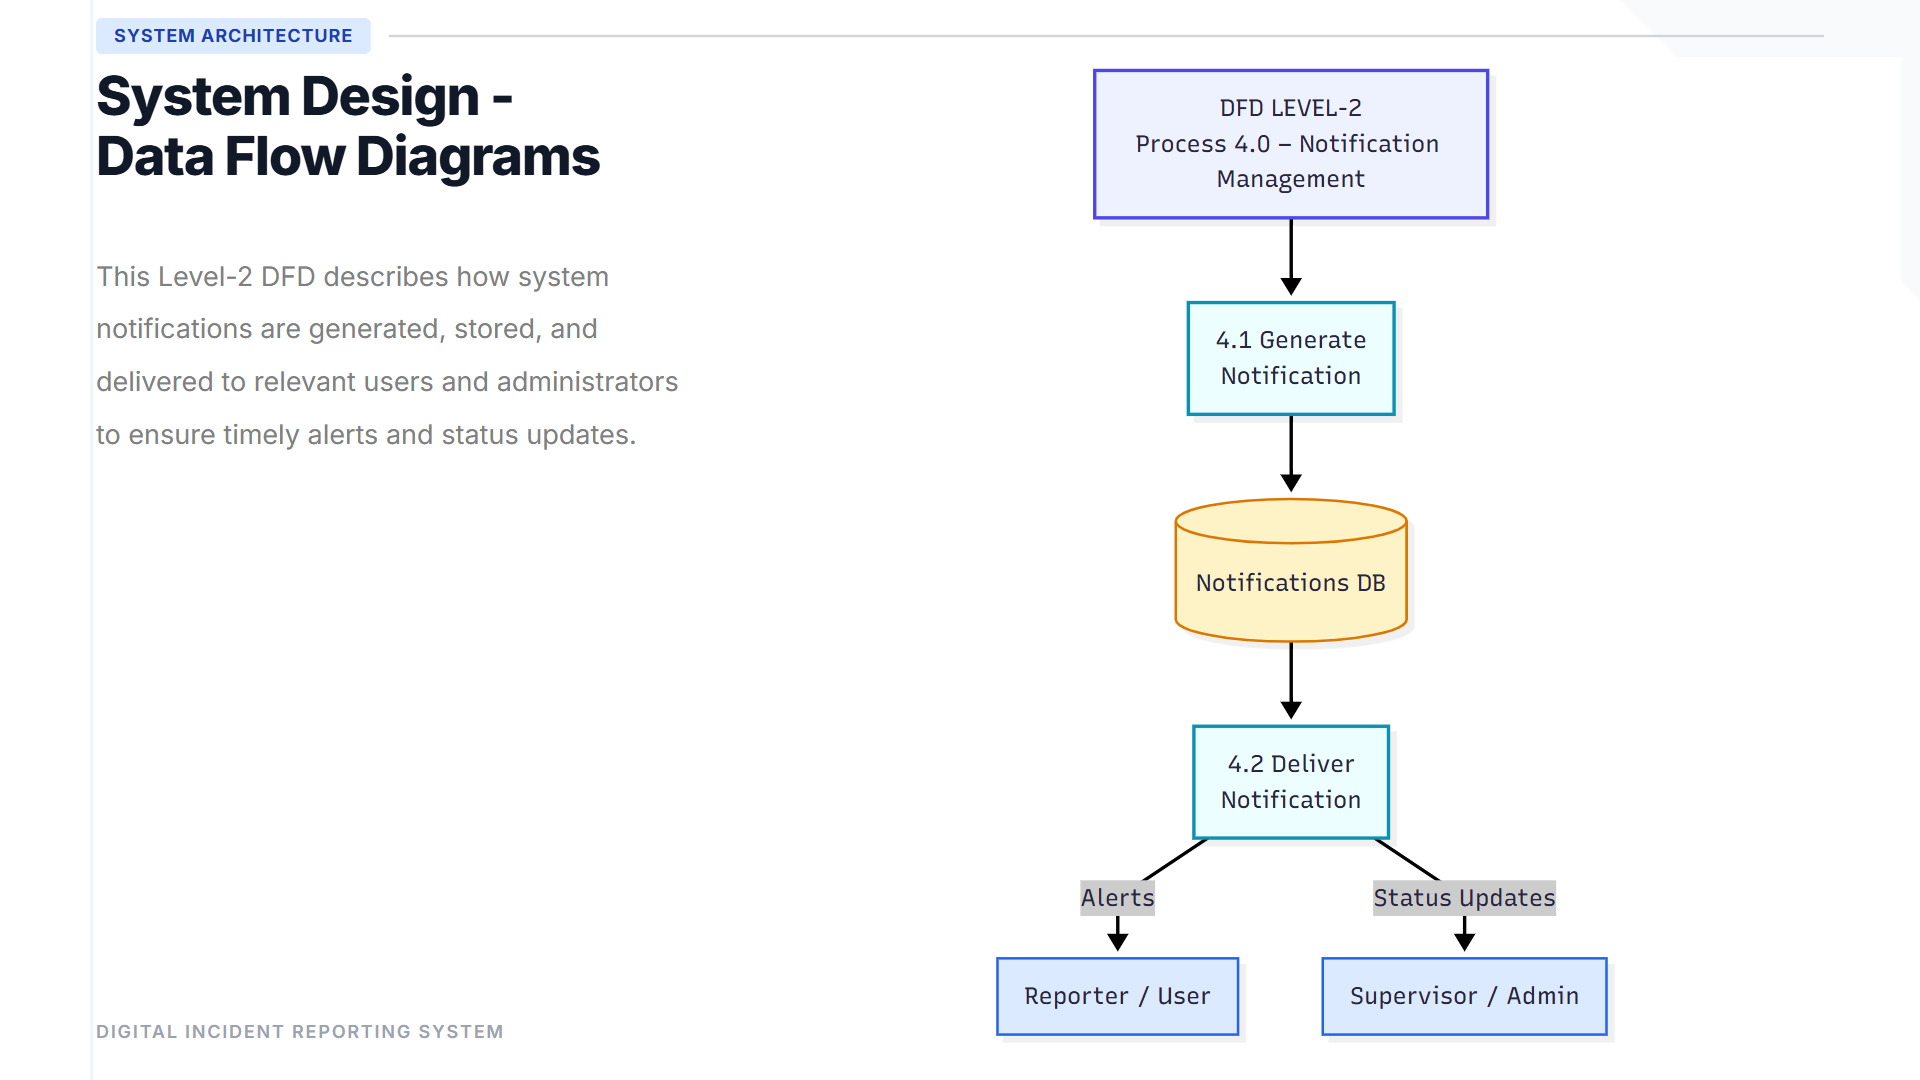 SYSTEM ARCHITECTURE
System Design -
Data Flow Diagrams
This Level-2 DFD describes how system
notifications are generated, stored, and
delivered to relevant users and administrators
to ensure timely alerts and status updates.
DFD LEVEL-2
Process 4.0 – Notification
Management
4.1 Generate
Notification
Notifications DB
4.2 Deliver
Notification
Alerts
Status Updates
Reporter / User
Supervisor / Admin
DIGITAL INCIDENT REPORTING SYSTEM